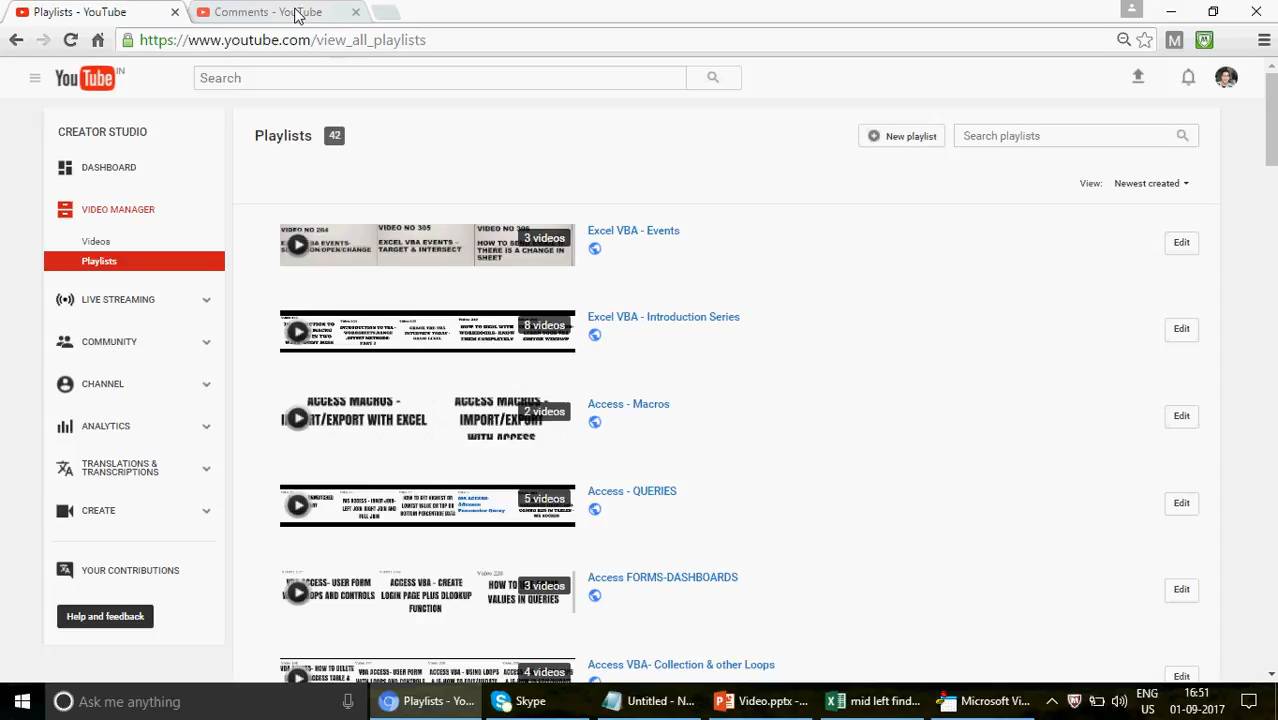 Playlists - YouTube
Comments - YouTube
https://www.youtube.com/view_all_playlists
YouTube IN
Search
CREATOR STUDIO
DASHBOARD
VIDEO MANAGER
Videos
Playlists
LIVE STREAMING
COMMUNITY
CHANNEL
ANALYTICS
TRANSLATIONS &
TRANSCRIPTIONS
CREATE
YOUR CONTRIBUTIONS
Help and feedback
Playlists 42
New playlist
Search playlists
View: Newest created
3 videos
Excel VBA - Events
Edit
8 videos
Excel VBA - Introduction Series
Edit
2 videos
Access - Macros
Edit
5 videos
Access - QUERIES
Edit
3 videos
Access FORMS-DASHBOARDS
Edit
4 videos
Access VBA- Collection & other Loops
Edit
Ask me anything
Playlists - Yo...
Skype
Untitled - N...
Video.pptx -...
mid left find...
Microsoft Vi...
ENG
US
16:51
01-09-2017